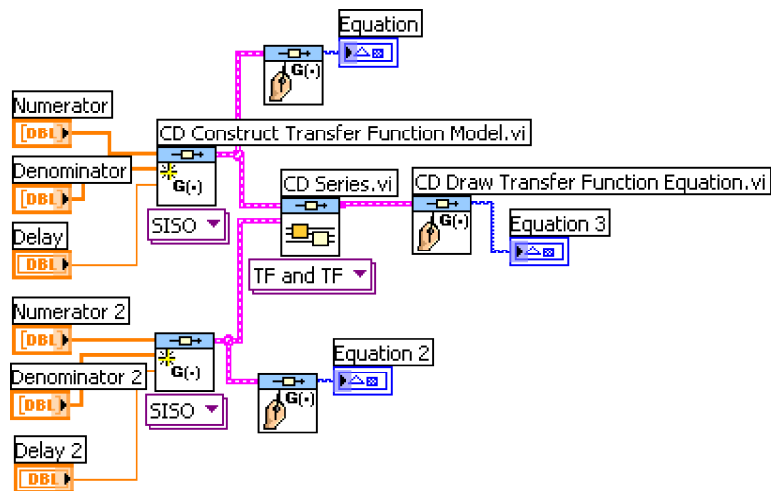 Equation
G(•)
Numerator
[DBL]
CD Construct Transfer Function Model.vi
Denominator
G(•)
[DBL]
CD Series.vi
CD Draw Transfer Function Equation.vi
SISO
G(•)
Equation 3
Delay
DBL
TF and TF
Numerator 2
[DBL]
Equation 2
G(•)
Denominator 2
G(•)
[DBL]
SISO
Delay 2
DBL